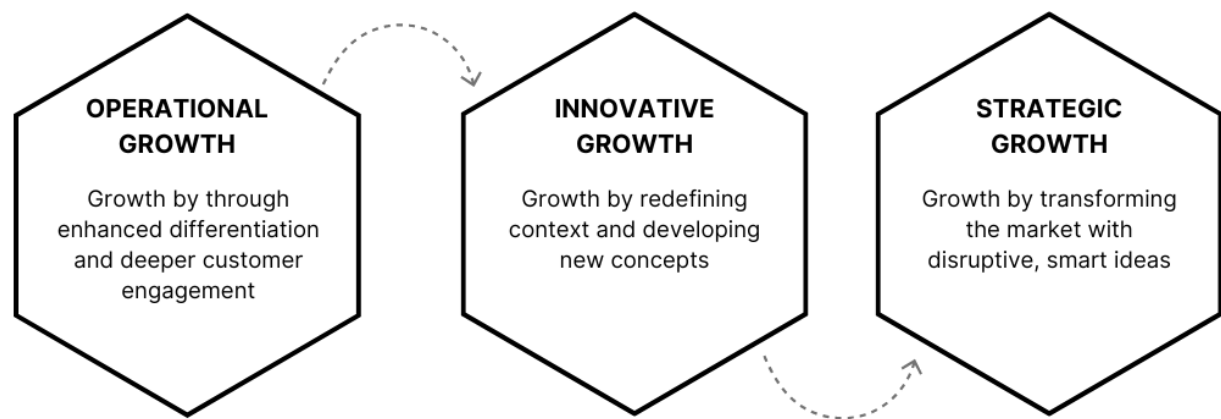 OPERATIONAL
GROWTH
Growth by through
enhanced differentiation
and deeper customer
engagement
INNOVATIVE
GROWTH
Growth by redefining
context and developing
new concepts
STRATEGIC
GROWTH
Growth by transforming
the market with
disruptive, smart ideas